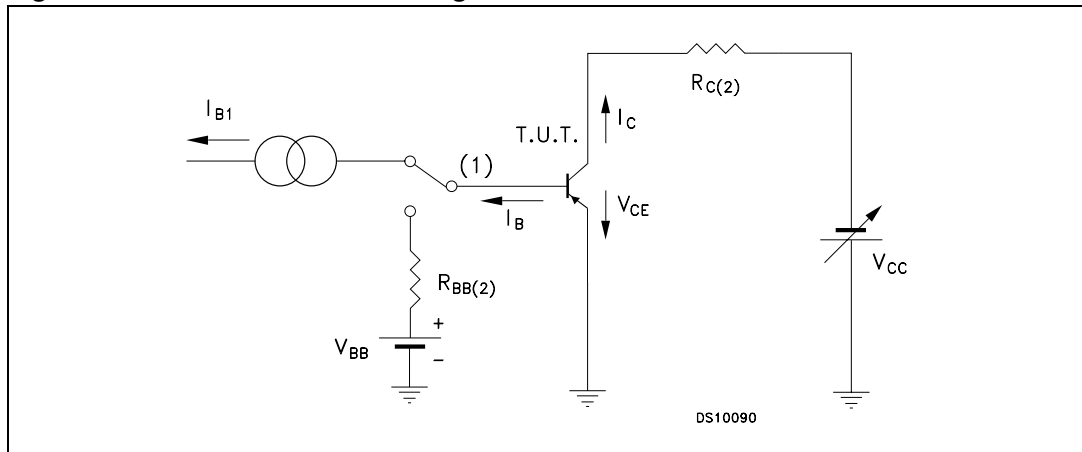 R_C(2)
I_B1
I_C
T.U.T.
(1)
V_CE
I_B
V_CC
R_BB(2)
+
V_BB
–
DS10090